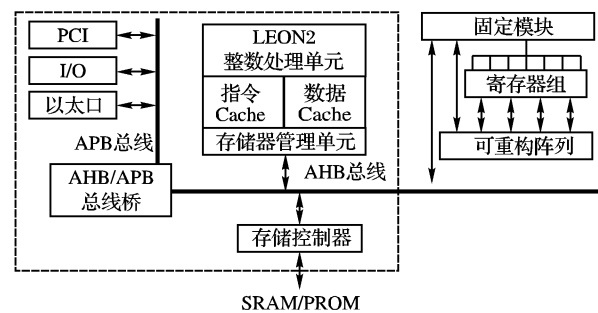 PCI
I/O
以太口
APB总线
AHB/APB
总线桥
LEON2
整数处理单元
指令
Cache
数据
Cache
存储器管理单元
AHB总线
存储控制器
SRAM/PROM
固定模块
寄存器组
可重构阵列